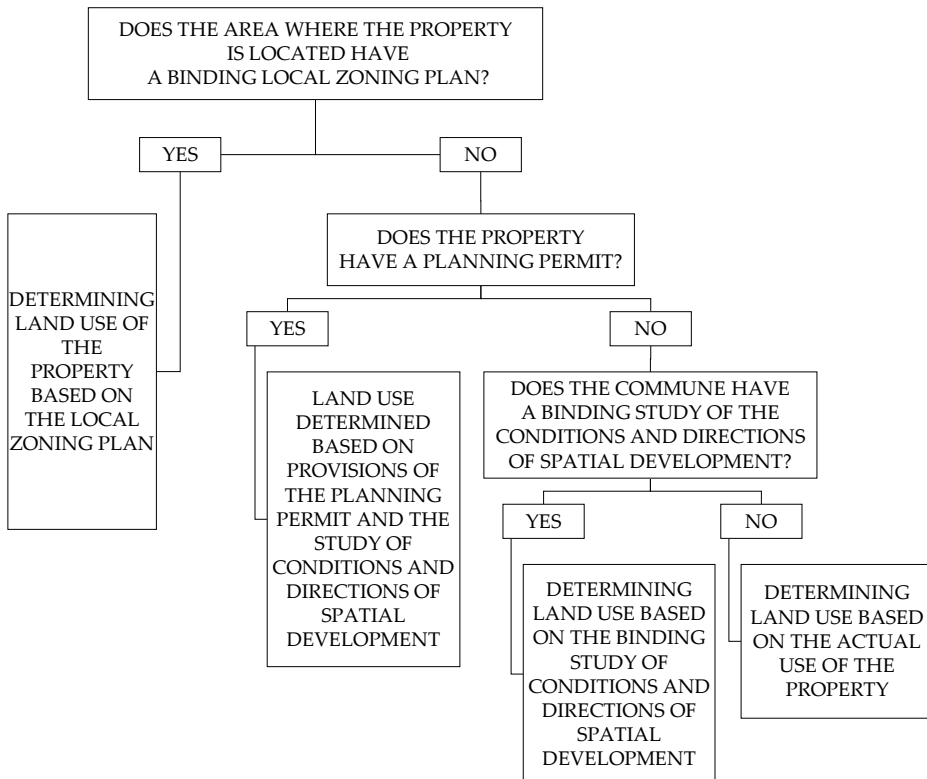 DOES THE AREA WHERE THE PROPERTY
IS LOCATED HAVE
A BINDING LOCAL ZONING PLAN?
YES
NO
DETERMINING
LAND USE OF
THE
PROPERTY
BASED ON
THE LOCAL
ZONING PLAN
DOES THE PROPERTY
HAVE A PLANNING PERMIT?
YES
NO
LAND USE
DETERMINED
BASED ON
PROVISIONS OF
THE PLANNING
PERMIT AND THE
STUDY OF
CONDITIONS AND
DIRECTIONS OF
SPATIAL
DEVELOPMENT
DOES THE COMMUNE HAVE
A BINDING STUDY OF THE
CONDITIONS AND DIRECTIONS
OF SPATIAL DEVELOPMENT?
YES
NO
DETERMINING
LAND USE BASED
ON THE BINDING
STUDY OF
CONDITIONS AND
DIRECTIONS OF
SPATIAL
DEVELOPMENT
DETERMINING
LAND USE BASED
ON THE ACTUAL
USE OF THE
PROPERTY